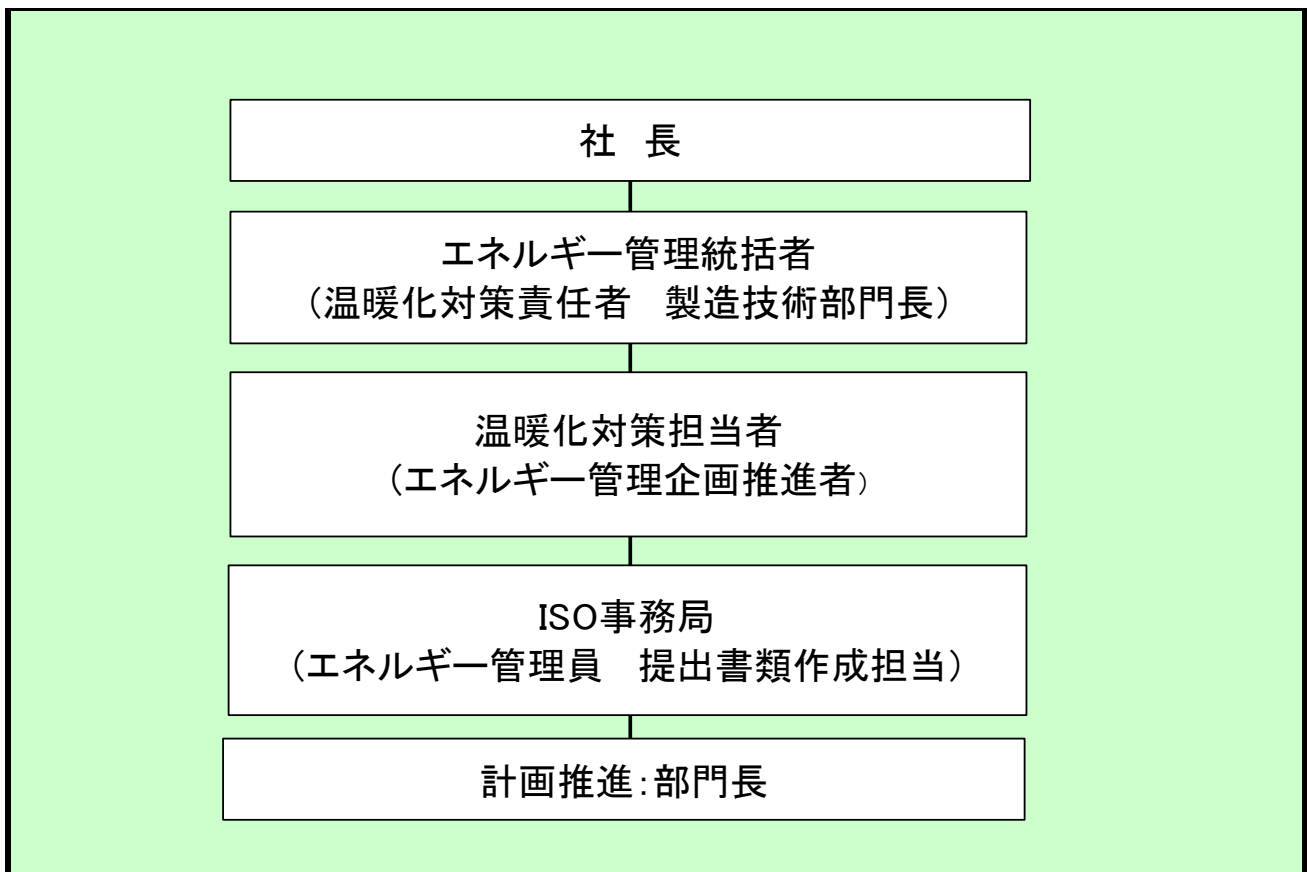 社　長
エネルギー管理統括者
（温暖化対策責任者　製造技術部門長）
温暖化対策担当者
（エネルギー管理企画推進者）
ISO事務局
（エネルギー管理員　提出書類作成担当）
計画推進：部門長